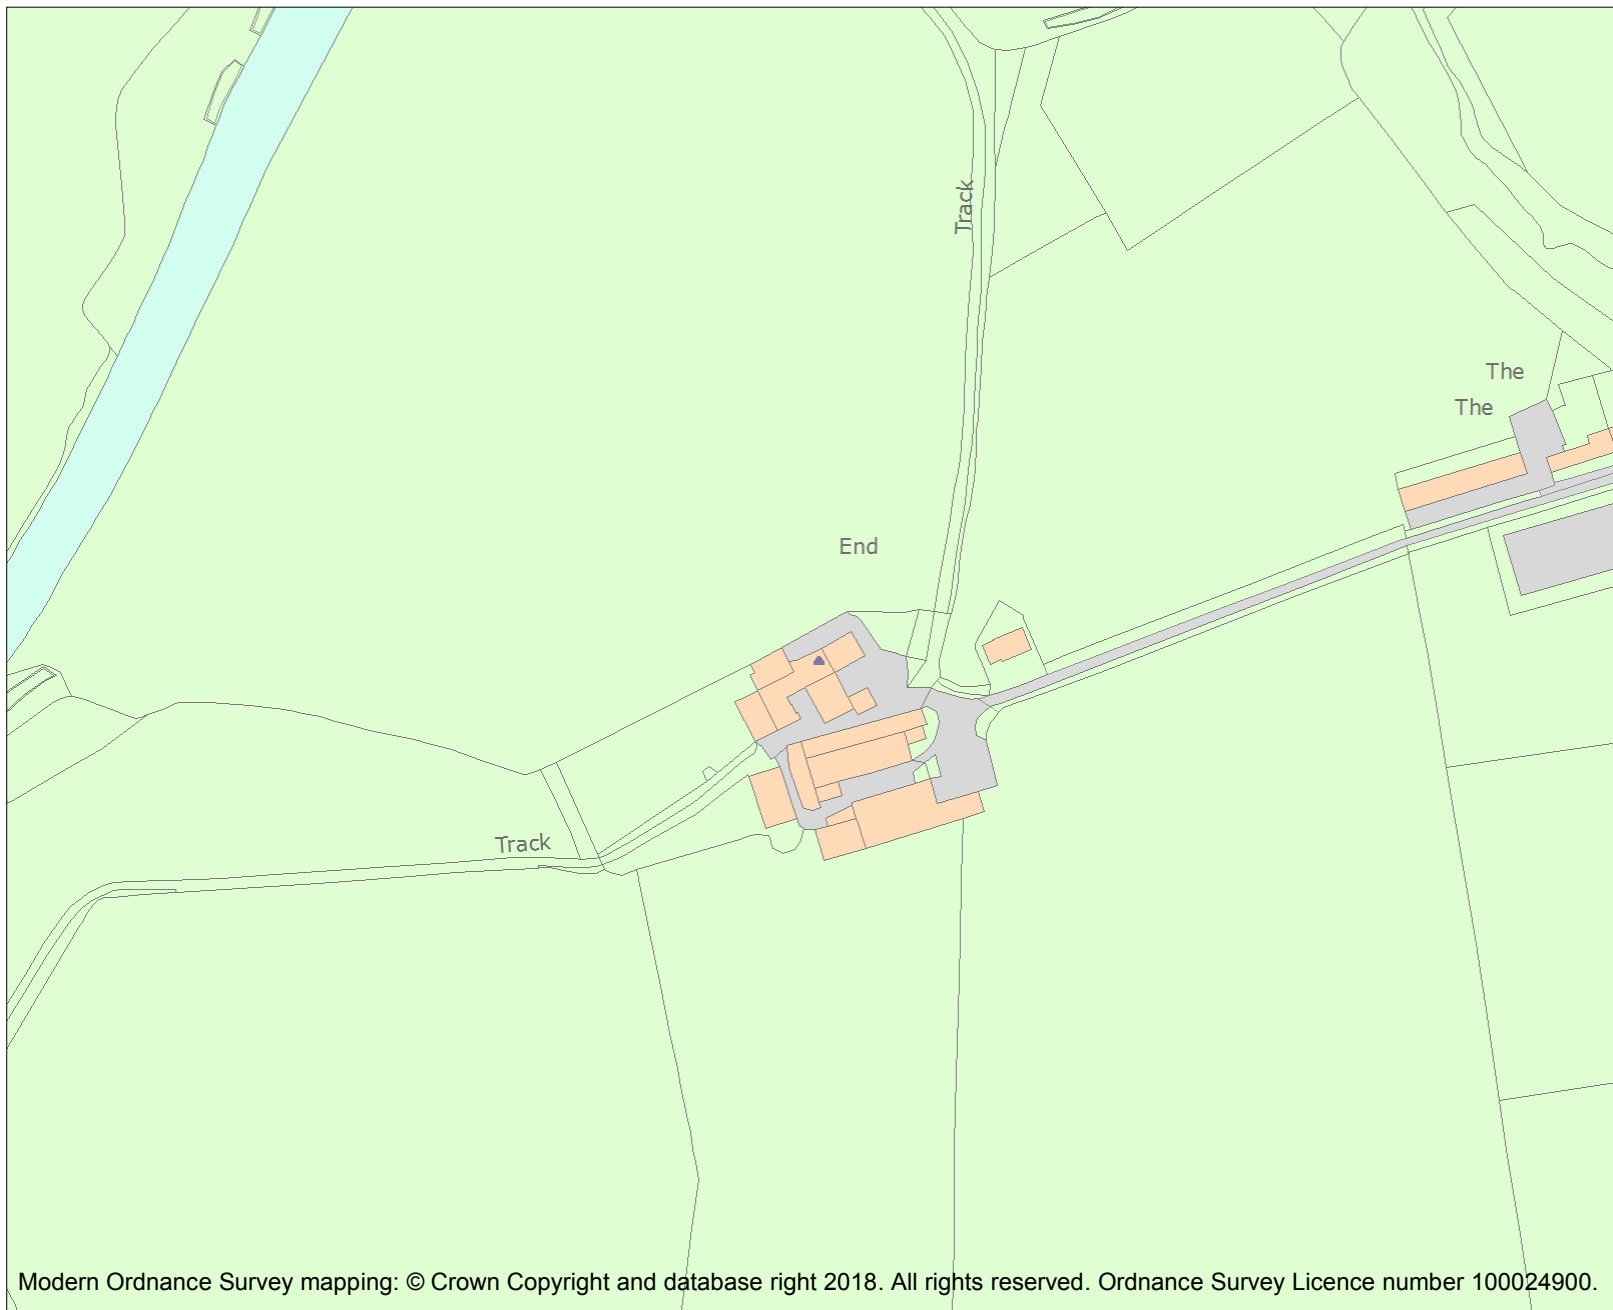 Track
The
The
End
Track
Modern Ordnance Survey mapping: © Crown Copyright and database right 2018. All rights reserved. Ordnance Survey Licence number 100024900.